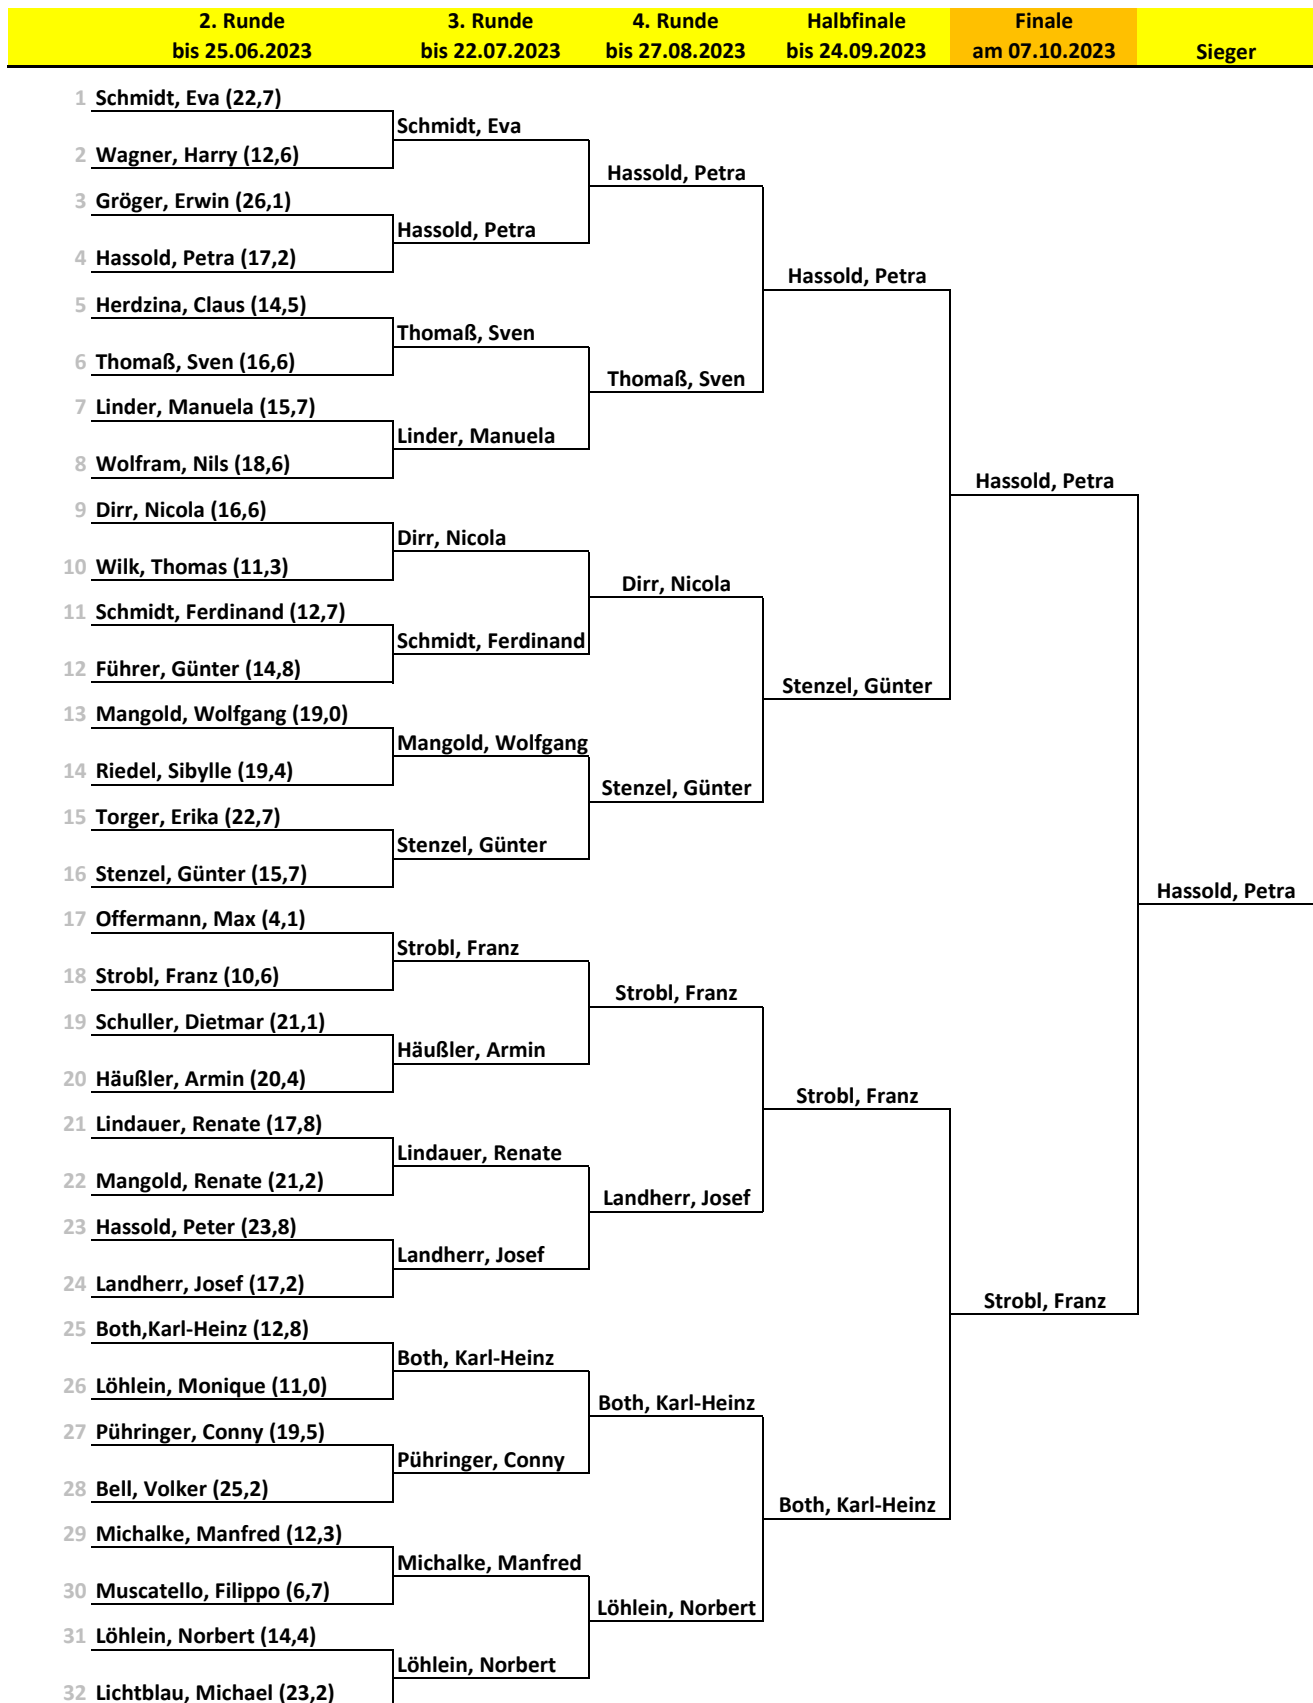 2. Runde 3. Runde 4. Runde Halbfinale Finale
bis 25.06.2023 bis 22.07.2023 bis 27.08.2023 bis 24.09.2023 am 07.10.2023 Sieger
1 Schmidt, Eva (22,7)
Schmidt, Eva
2 Wagner, Harry (12,6)
Hassold, Petra
3 Gröger, Erwin (26,1)
Hassold, Petra
4 Hassold, Petra (17,2)
Hassold, Petra
5 Herdzina, Claus (14,5)
Thomaß, Sven
6 Thomaß, Sven (16,6)
Thomaß, Sven
7 Linder, Manuela (15,7)
Linder, Manuela
8 Wolfram, Nils (18,6)
Hassold, Petra
9 Dirr, Nicola (16,6)
Dirr, Nicola
10 Wilk, Thomas (11,3)
Dirr, Nicola
11 Schmidt, Ferdinand (12,7)
Schmidt, Ferdinand
12 Führer, Günter (14,8)
Stenzel, Günter
13 Mangold, Wolfgang (19,0)
Mangold, Wolfgang
14 Riedel, Sibylle (19,4)
Stenzel, Günter
15 Torger, Erika (22,7)
Stenzel, Günter
16 Stenzel, Günter (15,7)
Hassold, Petra
17 Offermann, Max (4,1)
Strobl, Franz
18 Strobl, Franz (10,6)
Strobl, Franz
19 Schuller, Dietmar (21,1)
Häußler, Armin
20 Häußler, Armin (20,4)
Strobl, Franz
21 Lindauer, Renate (17,8)
Lindauer, Renate
22 Mangold, Renate (21,2)
Landherr, Josef
23 Hassold, Peter (23,8)
Landherr, Josef
24 Landherr, Josef (17,2)
Strobl, Franz
25 Both,Karl-Heinz (12,8)
Both, Karl-Heinz
26 Löhlein, Monique (11,0)
Both, Karl-Heinz
27 Pühringer, Conny (19,5)
Pühringer, Conny
28 Bell, Volker (25,2)
Both, Karl-Heinz
29 Michalke, Manfred (12,3)
Michalke, Manfred
30 Muscatello, Filippo (6,7)
Löhlein, Norbert
31 Löhlein, Norbert (14,4)
Löhlein, Norbert
32 Lichtblau, Michael (23,2)